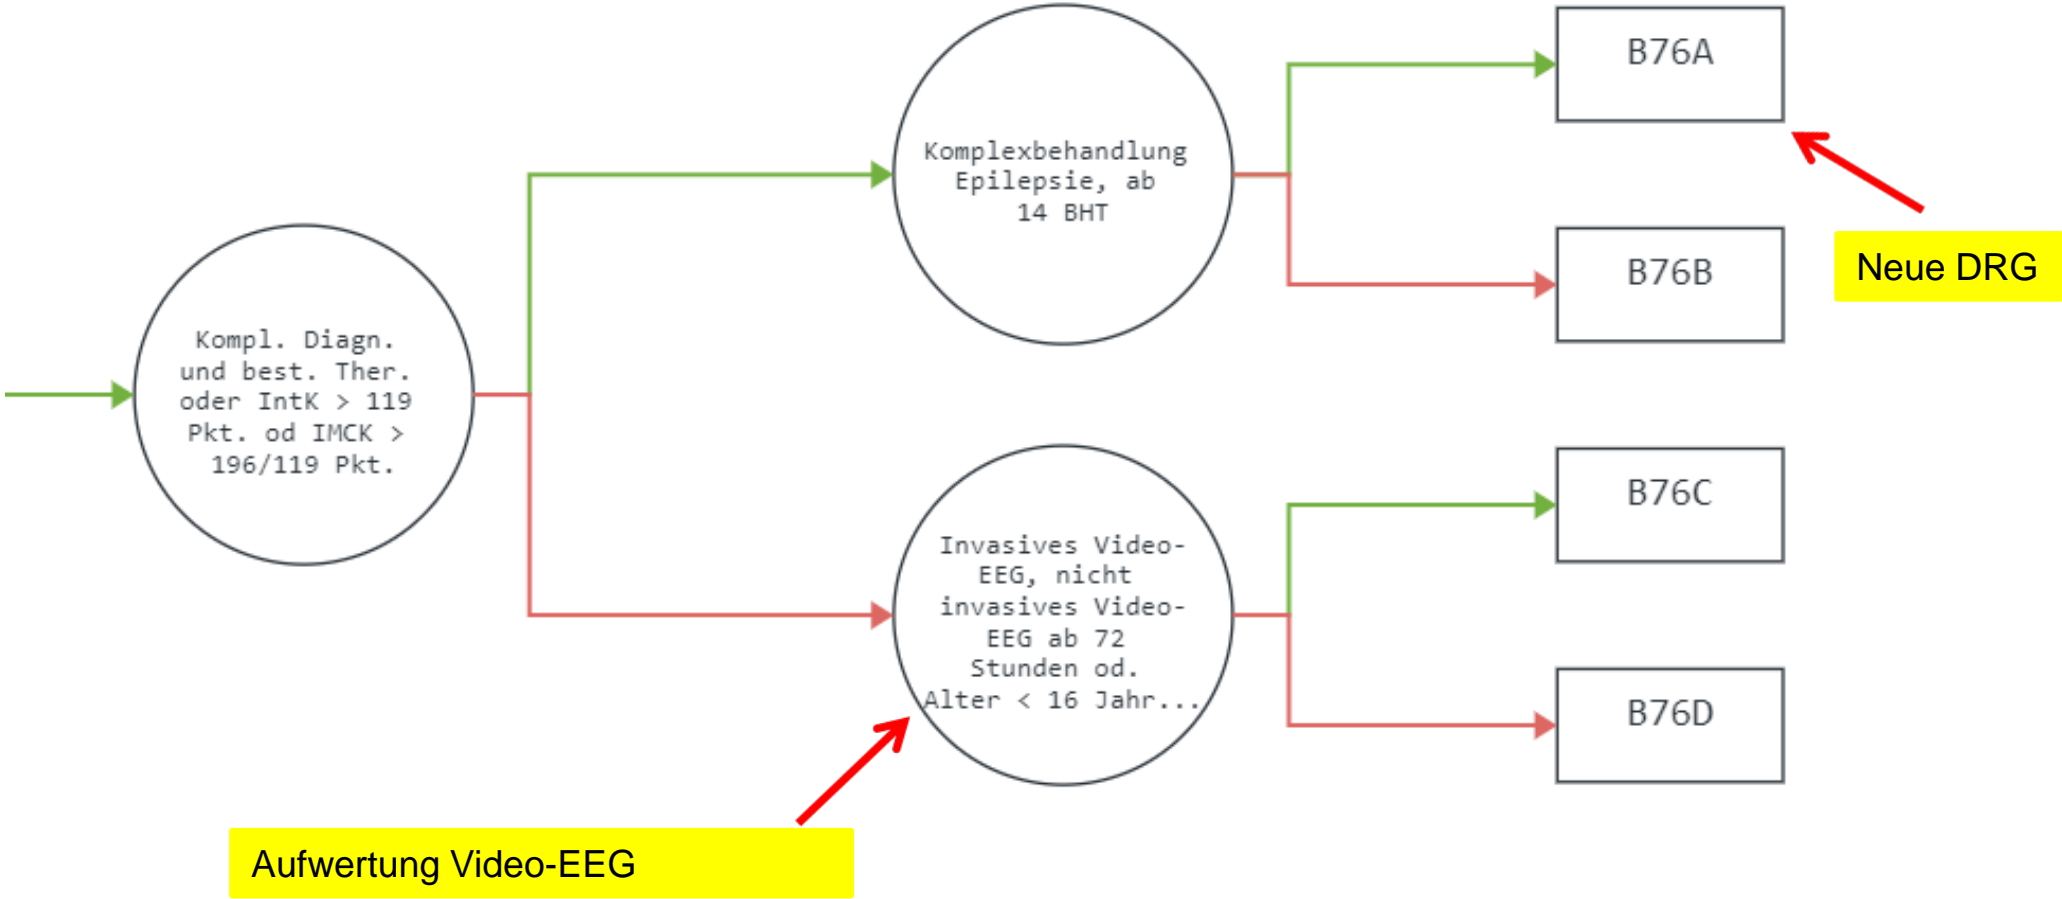 B76A
Komplexbehandlung
Epilepsie, ab
14 BHT
B76B
Neue DRG
Kompl. Diagn.
und best. Ther.
oder IntK > 119
Pkt. od IMCK >
196/119 Pkt.
B76C
Invasives Video-
EEG, nicht
invasives Video-
EEG ab 72
Stunden od.
Alter < 16 Jahr...
B76D
Aufwertung Video-EEG